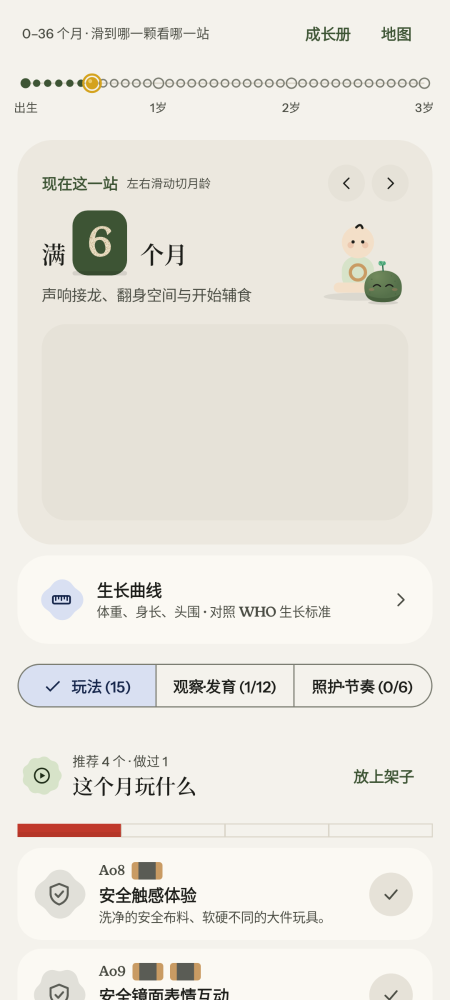 0–36 个月 · 滑到哪一颗看哪一站
成长册 地图
出生 1岁 2岁 3岁
现在这一站 左右滑动切月龄
满 6 个月
声响接龙、翻身空间与开始辅食
生长曲线
体重、身长、头围 · 对照 WHO 生长标准
玩法 (15) 观察·发育 (1/12) 照护·节奏 (0/6)
推荐 4 个 · 做过 1
这个月玩什么
放上架子
A08
安全触感体验
洗净的安全布料、软硬不同的大件玩具。
A09
安全镜面表情互动